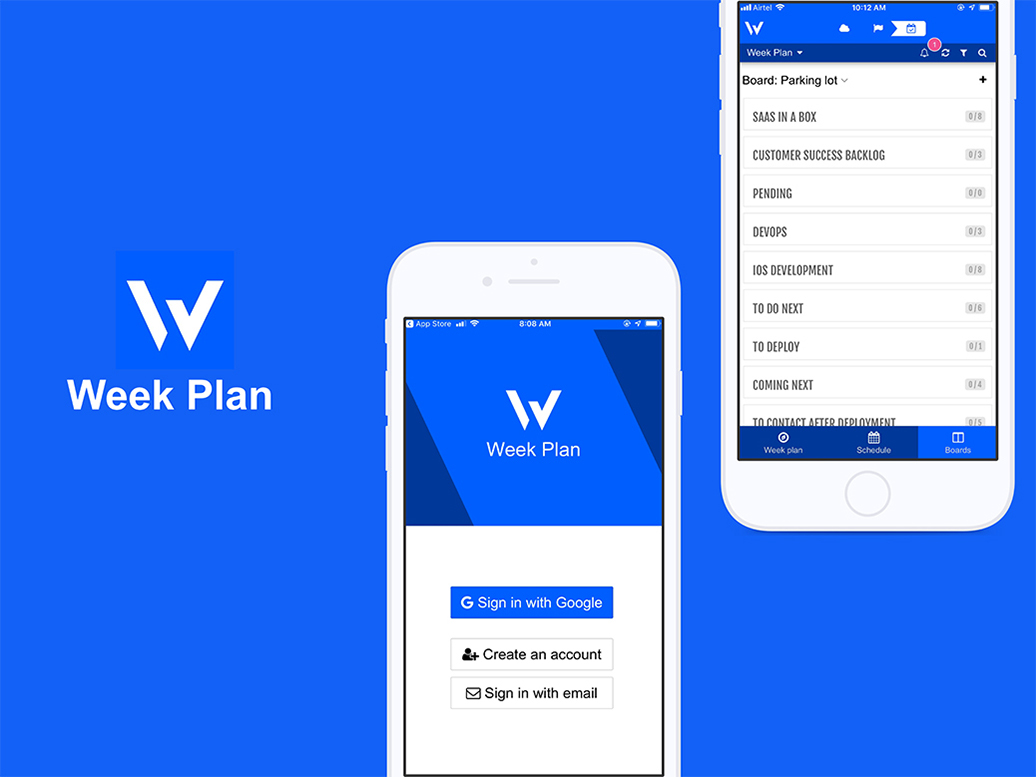 Week Plan
App Store
8:08 AM
Week Plan
Sign in with Google
Create an account
Sign in with email
Airtel
10:12 AM
Week Plan
1
Board: Parking lot
+
SAAS IN A BOX 0/8
CUSTOMER SUCCESS BACKLOG 0/3
PENDING 0/0
DEVOPS 0/3
IOS DEVELOPMENT 0/8
TO DO NEXT 0/6
TO DEPLOY 0/1
COMING NEXT 0/4
TO CONTACT AFTER DEPLOYMENT 0/5
Week plan Schedule Boards